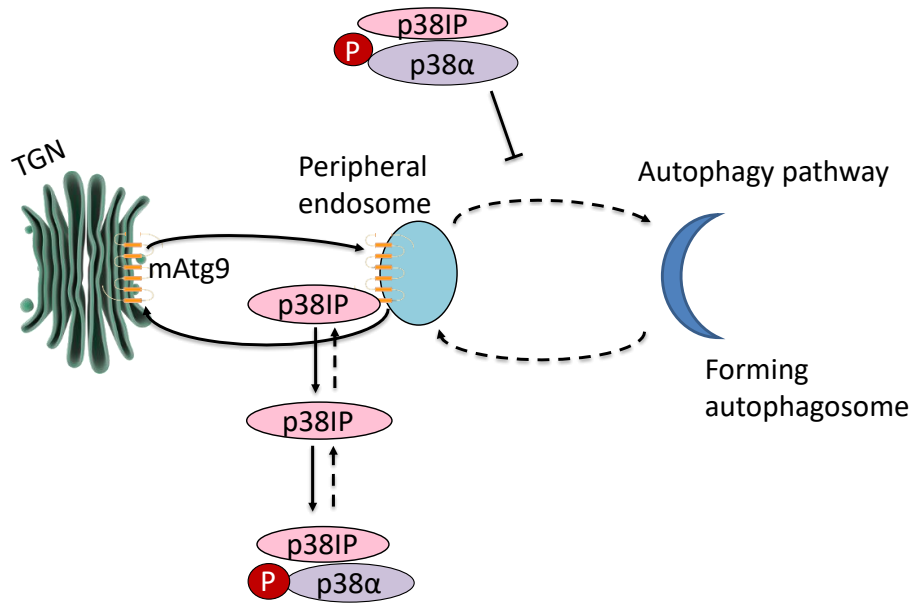 p38IP
P
p38α
TGN
Peripheral
endosome
Autophagy pathway
mAtg9
p38IP
Forming
autophagosome
p38IP
p38IP
P
p38α